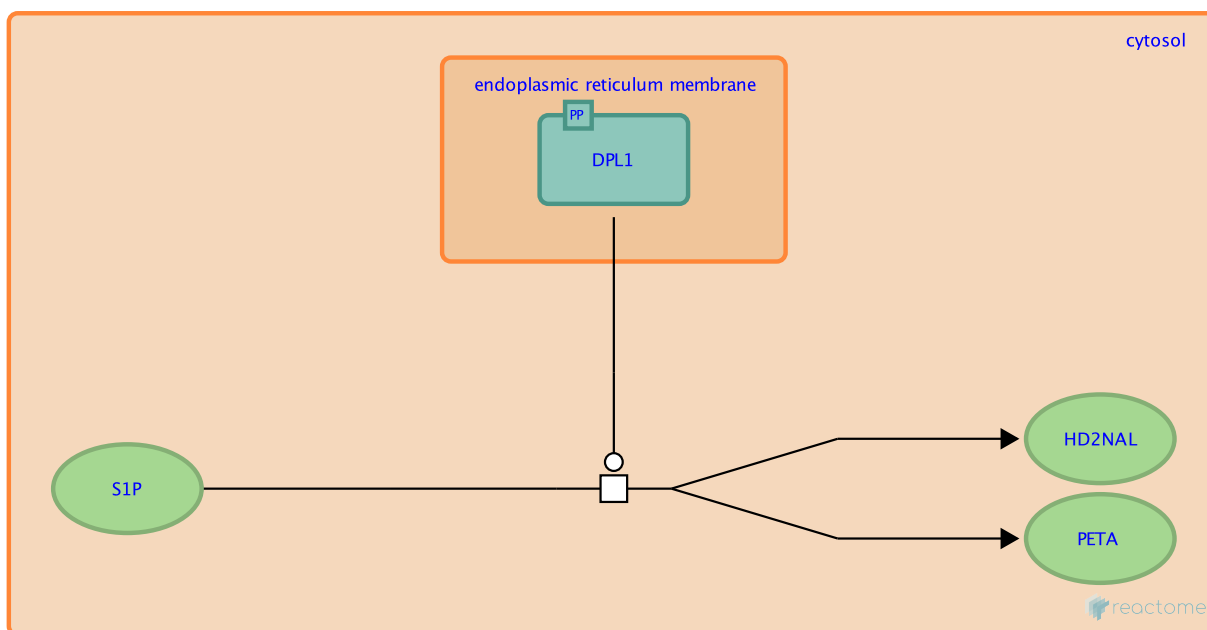 cytosol
endoplasmic reticulum membrane
PP
DPL1
HD2NAL
S1P
PETA
reactome